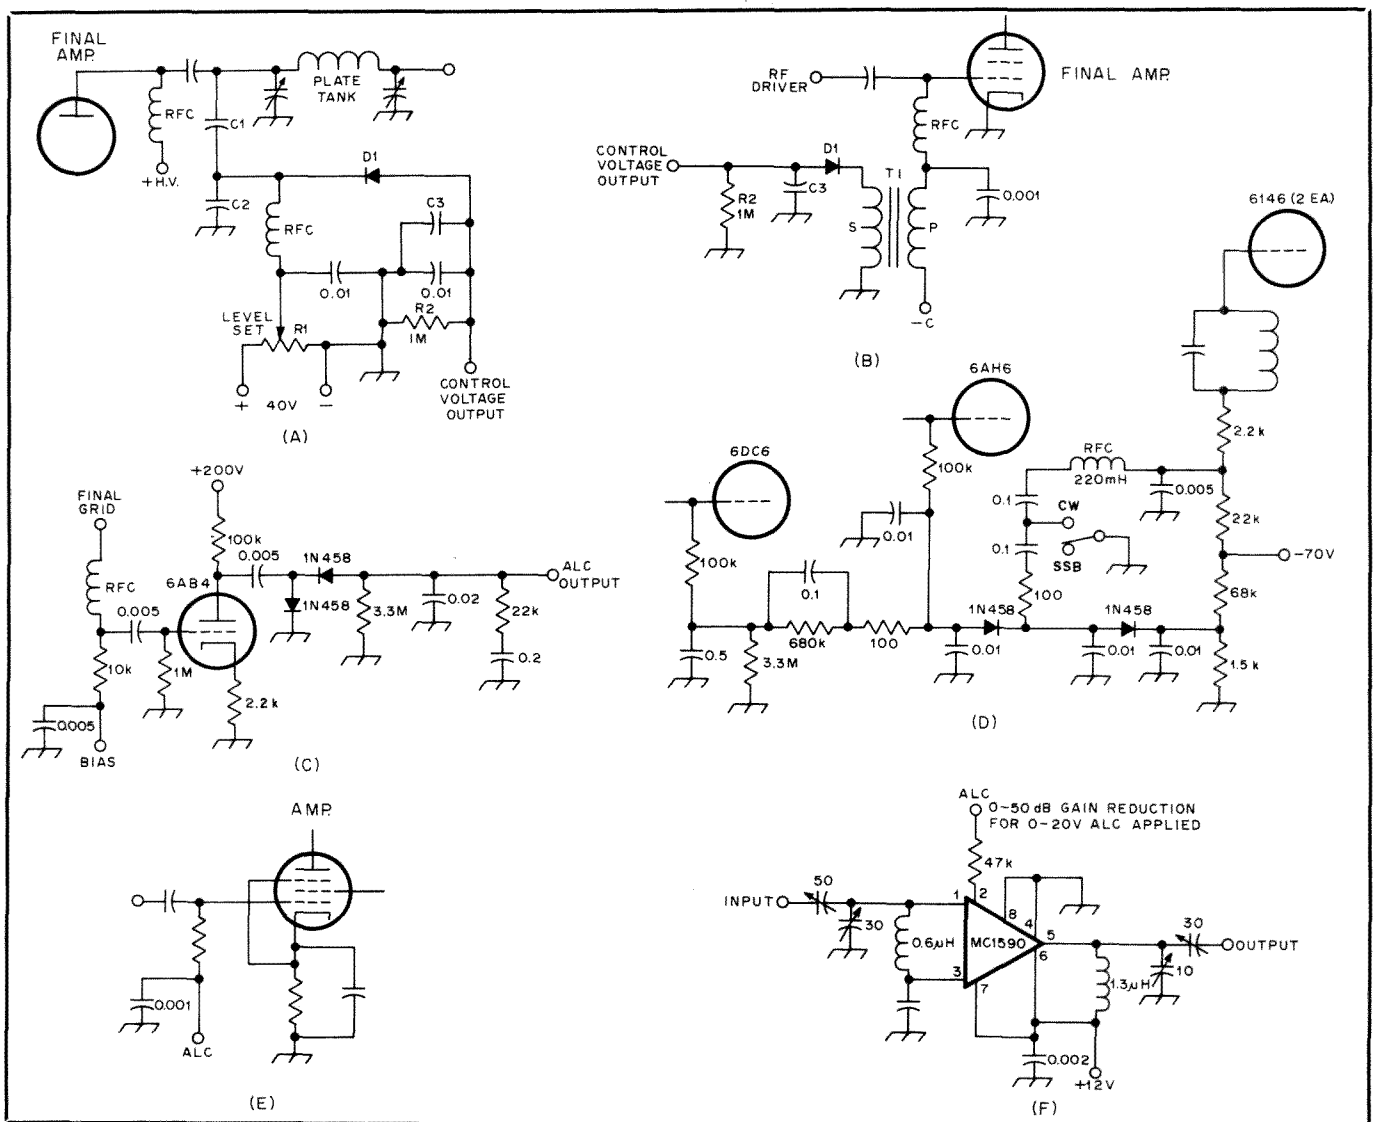 FINAL
AMP.
RFC
+H.V.
C1
C2
PLATE
TANK
D1
RFC
C3
0.01
0.01
LEVEL
SET
R1
R2
1M
+ 40V −
CONTROL
VOLTAGE
OUTPUT
(A)
RF
DRIVER
FINAL AMP.
RFC
CONTROL
VOLTAGE
OUTPUT
D1
T1
R2
1M
C3
S
P
0.001
−C
(B)
+200V
FINAL
GRID
100k
0.005
1N458
ALC
OUTPUT
RFC
6AB4
0.005
1N458
3.3M
0.02
22k
10k
1M
0.2
2.2k
0.005
BIAS
(C)
6146 (2 EA)
6AH6
2.2k
6DC6
100k
RFC
220mH
0.005
0.1
CW
22k
0.01
0.1
SSB
−70V
100k
0.1
100
68k
1N458
1N458
680k
100
0.5
3.3M
0.01
0.01
0.01
1.5k
(D)
AMP.
0.001
ALC
(E)
ALC
0-50dB GAIN REDUCTION
FOR 0-20V ALC APPLIED
47k
50
INPUT
1
2
8
4
5
30
OUTPUT
30
0.6µH
MC1590
6
10
3
7
1.3µH
0.002
+12V
(F)